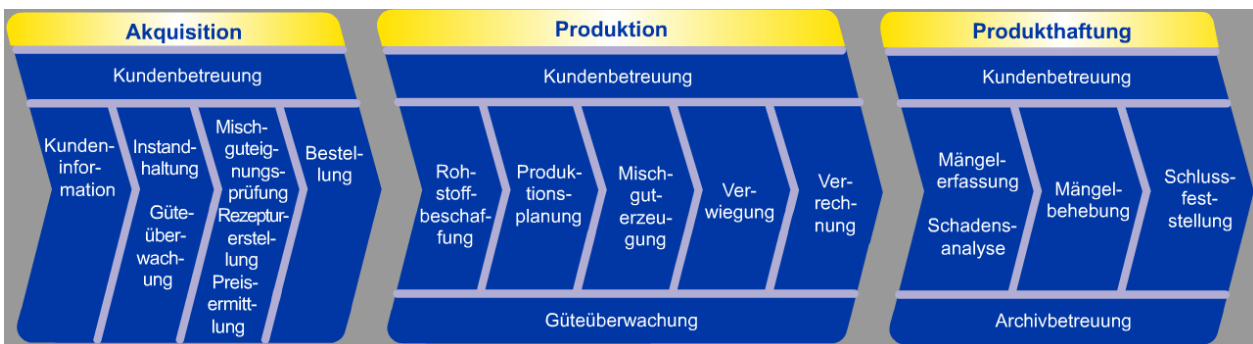 Akquisition
Kundenbetreuung
Kunden-
infor-
mation
Instand-
haltung
Güte-
über-
wach-
ung
Misch-
guteig-
nungs-
prüfung
Rezeptur-
erstel-
lung
Preis-
ermitt-
lung
Bestel-
lung
Produktion
Kundenbetreuung
Roh-
stoff-
beschaf-
fung
Produk-
tions-
planung
Misch-
gut-
erzeu-
gung
Ver-
wiegung
Ver-
rech-
nung
Güteüberwachung
Produkthaftung
Kundenbetreuung
Mängel-
erfassung
Schadens-
analyse
Mängel-
behebung
Schluss-
fest-
stellung
Archivbetreuung